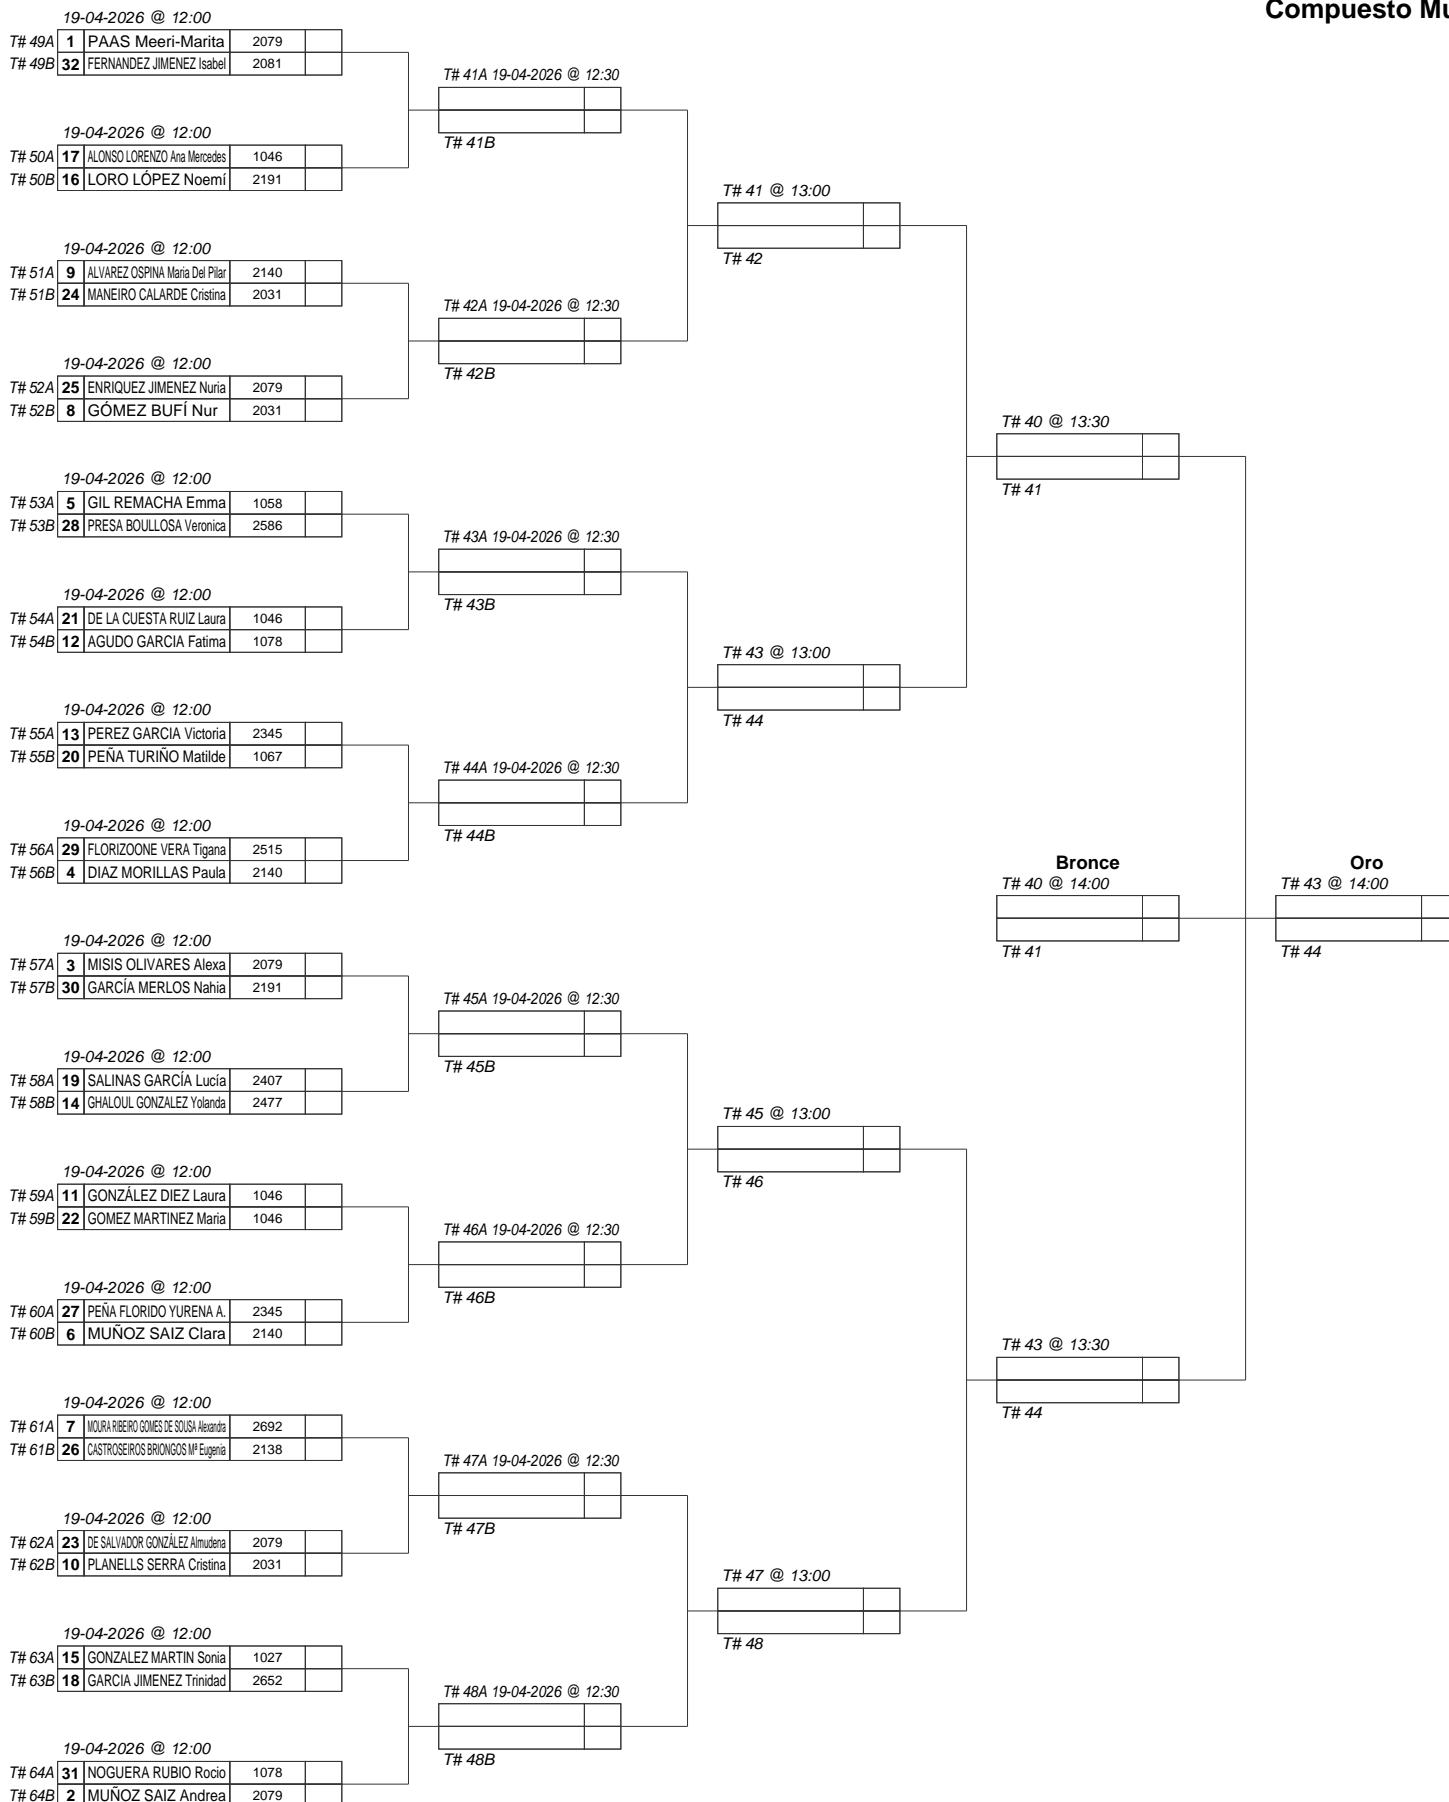 Compuesto Mu
19-04-2026 @ 12:00
T# 49A 1 PAAS Meeri-Marita 2079
T# 49B 32 FERNANDEZ JIMENEZ Isabel 2081
T# 41A 19-04-2026 @ 12:30
T# 41B
19-04-2026 @ 12:00
T# 50A 17 ALONSO LORENZO Ana Mercedes 1046
T# 50B 16 LORO LÓPEZ Noemí 2191
T# 41 @ 13:00
T# 42
19-04-2026 @ 12:00
T# 51A 9 ALVAREZ OSPINA Maria Del Pilar 2140
T# 51B 24 MANEIRO CALARDE Cristina 2031
T# 42A 19-04-2026 @ 12:30
T# 42B
19-04-2026 @ 12:00
T# 52A 25 ENRIQUEZ JIMENEZ Nuria 2079
T# 52B 8 GÓMEZ BUFÍ Nur 2031
T# 40 @ 13:30
T# 41
19-04-2026 @ 12:00
T# 53A 5 GIL REMACHA Emma 1058
T# 53B 28 PRESA BOULLOSA Veronica 2586
T# 43A 19-04-2026 @ 12:30
T# 43B
19-04-2026 @ 12:00
T# 54A 21 DE LA CUESTA RUIZ Laura 1046
T# 54B 12 AGUDO GARCIA Fatima 1078
T# 43 @ 13:00
T# 44
19-04-2026 @ 12:00
T# 55A 13 PEREZ GARCIA Victoria 2345
T# 55B 20 PEÑA TURIÑO Matilde 1067
T# 44A 19-04-2026 @ 12:30
T# 44B
19-04-2026 @ 12:00
T# 56A 29 FLORIZOONE VERA Tigana 2515
T# 56B 4 DIAZ MORILLAS Paula 2140
Bronce
T# 40 @ 14:00
T# 41
Oro
T# 43 @ 14:00
T# 44
19-04-2026 @ 12:00
T# 57A 3 MISIS OLIVARES Alexa 2079
T# 57B 30 GARCÍA MERLOS Nahia 2191
T# 45A 19-04-2026 @ 12:30
T# 45B
19-04-2026 @ 12:00
T# 58A 19 SALINAS GARCÍA Lucía 2407
T# 58B 14 GHALOUL GONZALEZ Yolanda 2477
T# 45 @ 13:00
T# 46
19-04-2026 @ 12:00
T# 59A 11 GONZÁLEZ DIEZ Laura 1046
T# 59B 22 GOMEZ MARTINEZ Maria 1046
T# 46A 19-04-2026 @ 12:30
T# 46B
19-04-2026 @ 12:00
T# 60A 27 PEÑA FLORIDO YURENA A. 2345
T# 60B 6 MUÑOZ SAIZ Clara 2140
T# 43 @ 13:30
T# 44
19-04-2026 @ 12:00
T# 61A 7 MOURA RIBEIRO GOMES DE SOUSA Alexandra 2692
T# 61B 26 CASTROSEIROS BRIONGOS Mª Eugenia 2138
T# 47A 19-04-2026 @ 12:30
T# 47B
19-04-2026 @ 12:00
T# 62A 23 DE SALVADOR GONZÁLEZ Almudena 2079
T# 62B 10 PLANELLS SERRA Cristina 2031
T# 47 @ 13:00
T# 48
19-04-2026 @ 12:00
T# 63A 15 GONZALEZ MARTIN Sonia 1027
T# 63B 18 GARCIA JIMENEZ Trinidad 2652
T# 48A 19-04-2026 @ 12:30
T# 48B
19-04-2026 @ 12:00
T# 64A 31 NOGUERA RUBIO Rocio 1078
T# 64B 2 MUÑOZ SAIZ Andrea 2079